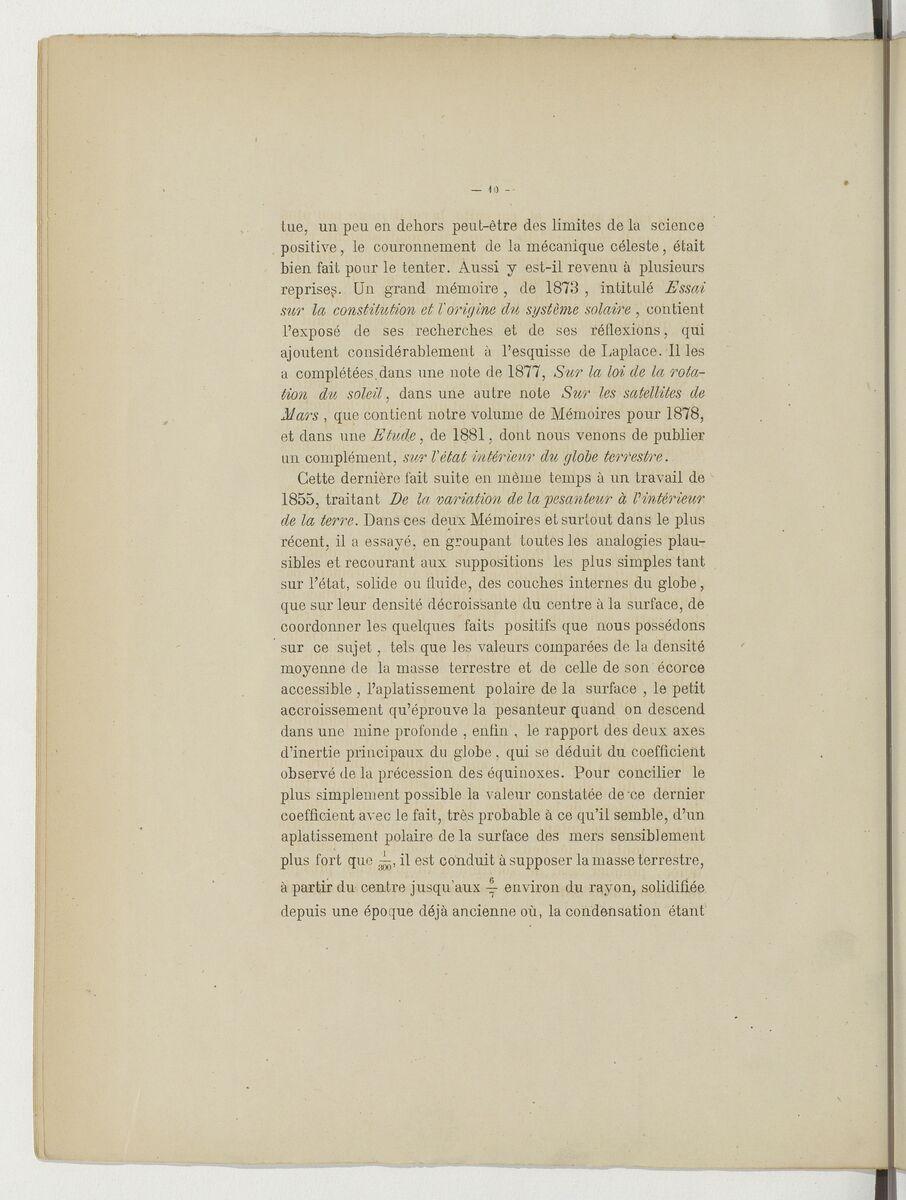 — 10 —
tue, un peu en dehors peut-être des limites de la science
positive, le couronnement de la mécanique céleste, était
bien fait pour le tenter. Aussi y est-il revenu à plusieurs
reprises. Un grand mémoire, de 1873, intitulé Essai
sur la constitution et l'origine du système solaire, contient
l'exposé de ses recherches et de ses réflexions, qui
ajoutent considérablement à l'esquisse de Laplace. Il les
a complétées dans une note de 1877, Sur la loi de la rota-
tion du soleil, dans une autre note Sur les satellites de
Mars, que contient notre volume de Mémoires pour 1878,
et dans une Etude, de 1881, dont nous venons de publier
un complément, sur l'état intérieur du globe terrestre.
Cette dernière fait suite en même temps à un travail de
1855, traitant De la variation de la pesanteur à l'intérieur
de la terre. Dans ces deux Mémoires et surtout dans le plus
récent, il a essayé, en groupant toutes les analogies plau-
sibles et recourant aux suppositions les plus simples tant
sur l'état, solide ou fluide, des couches internes du globe,
que sur leur densité décroissante du centre à la surface, de
coordonner les quelques faits positifs que nous possédons
sur ce sujet, tels que les valeurs comparées de la densité
moyenne de la masse terrestre et de celle de son écorce
accessible, l'aplatissement polaire de la surface, le petit
accroissement qu'éprouve la pesanteur quand on descend
dans une mine profonde, enfin, le rapport des deux axes
d'inertie principaux du globe, qui se déduit du coefficient
observé de la précession des équinoxes. Pour concilier le
plus simplement possible la valeur constatée de ce dernier
coefficient avec le fait, très probable à ce qu'il semble, d'un
aplatissement polaire de la surface des mers sensiblement
plus fort que 1/300, il est conduit à supposer la masse terrestre,
à partir du centre jusqu'aux 6/7 environ du rayon, solidifiée
depuis une époque déjà ancienne où, la condensation étant